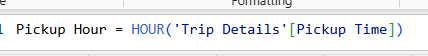 Formatting
1 Pickup Hour = HOUR('Trip Details'[Pickup Time])